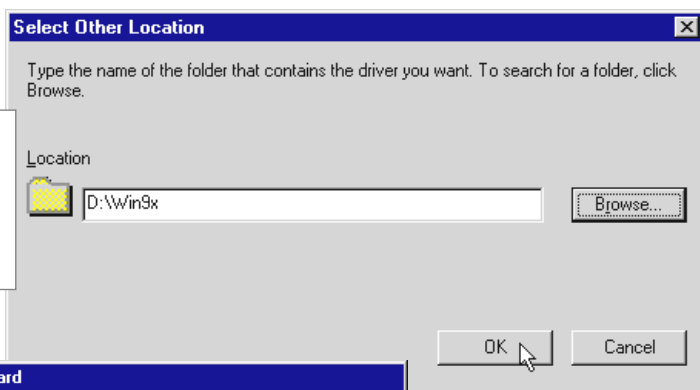 Select Other Location
Type the name of the folder that contains the driver you want. To search for a folder, click
Browse.
Location
D:\Win9x
Browse...
OK
Cancel
ard